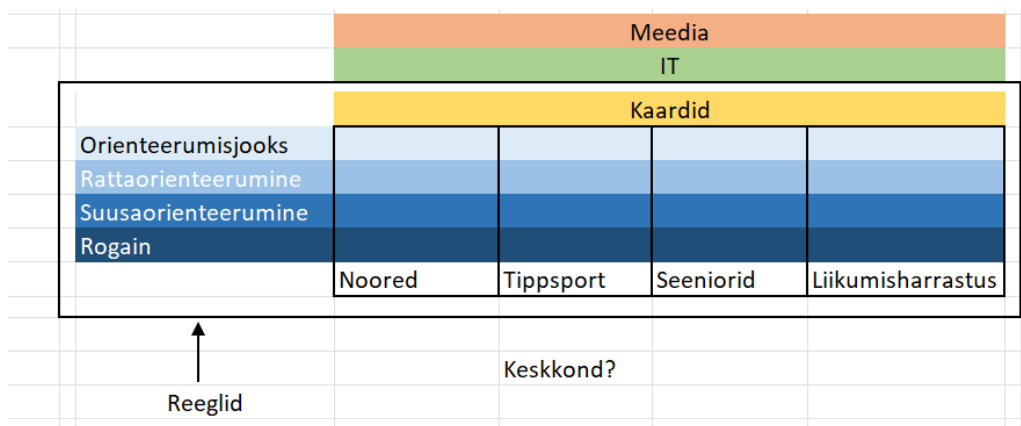 Meedia
IT
Kaardid
Orienteerumisjooks
Rattaorienteerumine
Suusaorienteerumine
Rogain
Noored Tippsport Seeniorid Liikumisharrastus
Keskkond?
Reeglid